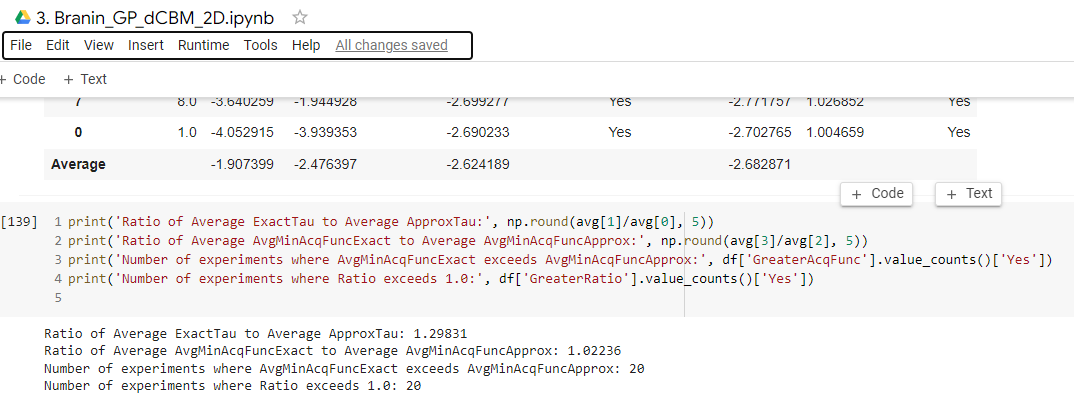 3. Branin_GP_dCBM_2D.ipynb
File Edit View Insert Runtime Tools Help All changes saved
+ Code + Text
7 8.0 -3.640259 -1.944928 -2.699277 Yes -2.771757 1.026852 Yes
0 1.0 -4.052915 -3.939353 -2.690233 Yes -2.702765 1.004659 Yes
Average -1.907399 -2.476397 -2.624189 -2.682871
+ Code + Text
[139] 1 print('Ratio of Average ExactTau to Average ApproxTau:', np.round(avg[1]/avg[0], 5))
2 print('Ratio of Average AvgMinAcqFuncExact to Average AvgMinAcqFuncApprox:', np.round(avg[3]/avg[2], 5))
3 print('Number of experiments where AvgMinAcqFuncExact exceeds AvgMinAcqFuncApprox:', df['GreaterAcqFunc'].value_counts()['Yes'])
4 print('Number of experiments where Ratio exceeds 1.0:', df['GreaterRatio'].value_counts()['Yes'])
5
Ratio of Average ExactTau to Average ApproxTau: 1.29831
Ratio of Average AvgMinAcqFuncExact to Average AvgMinAcqFuncApprox: 1.02236
Number of experiments where AvgMinAcqFuncExact exceeds AvgMinAcqFuncApprox: 20
Number of experiments where Ratio exceeds 1.0: 20